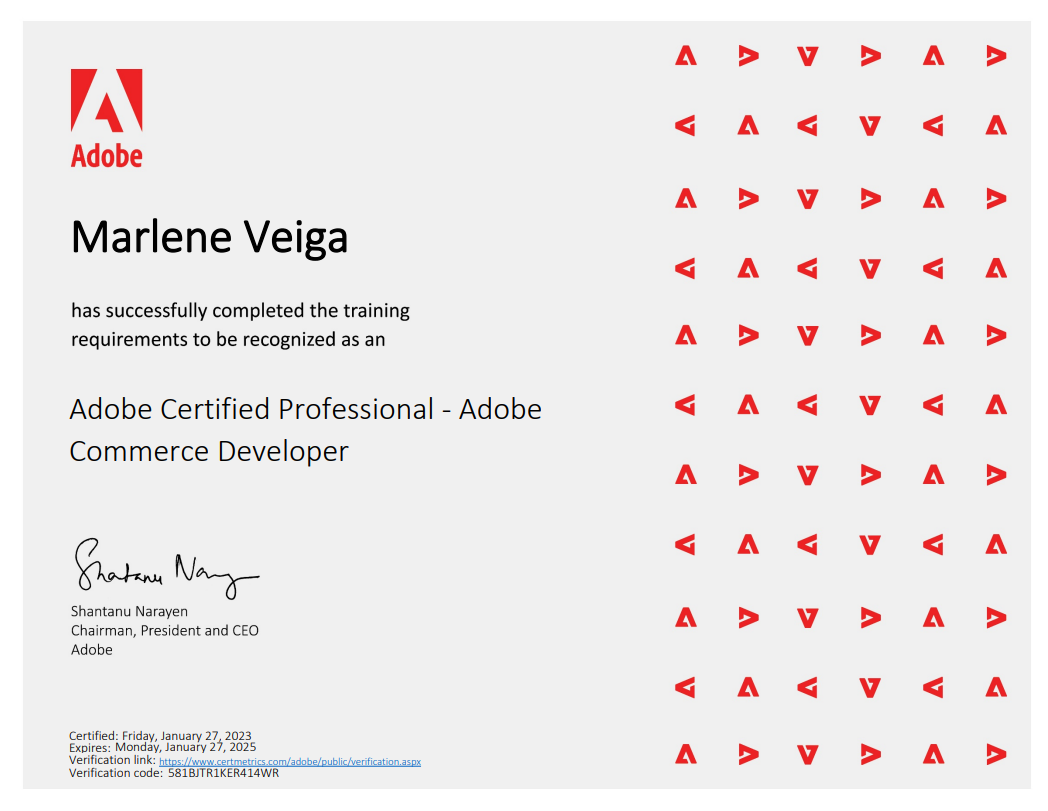 Adobe
Marlene Veiga
has successfully completed the training
requirements to be recognized as an
Adobe Certified Professional - Adobe
Commerce Developer
Shantanu Narayen
Shantanu Narayen
Chairman, President and CEO
Adobe
Certified: Friday, January 27, 2023
Expires: Monday, January 27, 2025
Verification link: https://www.certmetrics.com/adobe/public/verification.aspx
Verification code: 581BJTR1KER414WR